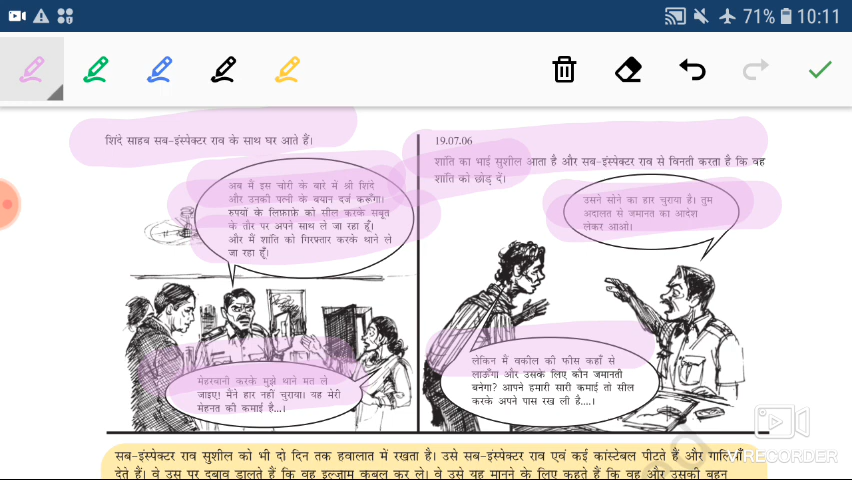 71% 10:11
शिंदे साहब सब-इंस्पेक्टर राव के साथ घर आते हैं।
अब मैं इस चोरी के बारे में श्री शिंदे
और उनकी पत्नी के बयान दर्ज करूँगा।
रुपयों के लिफ़ाफ़े को सील करके सबूत
के तौर पर अपने साथ ले जा रहा हूँ।
और मैं शांति को गिरफ्तार करके थाने ले
जा रहा हूँ।
मेहरबानी करके मुझे थाने मत ले
जाइए! मैंने हार नहीं चुराया। यह मेरी
मेहनत की कमाई है...।
19.07.06
शांति का भाई सुशील आता है और सब-इंस्पेक्टर राव से विनती करता है कि वह
शांति को छोड़ दें।
उसने सोने का हार चुराया है। तुम
अदालत से जमानत का आदेश
लेकर आओ।
लेकिन मैं वकील की फीस कहाँ से
लाऊँगा और उसके लिए कौन जमानती
बनेगा? आपने हमारी सारी कमाई तो सील
करके अपने पास रख ली है....।
V RECORDER
सब-इंस्पेक्टर राव सुशील को भी दो दिन तक हवालात में रखता है। उसे सब-इंस्पेक्टर राव एवं कई कांस्टेबल पीटते हैं और गालियाँ
देते हैं। वे उस पर दबाव डालते हैं कि वह इल्ज़ाम कबूल कर ले। वे उसे यह मानने के लिए कहते हैं कि वह और उसकी बहन